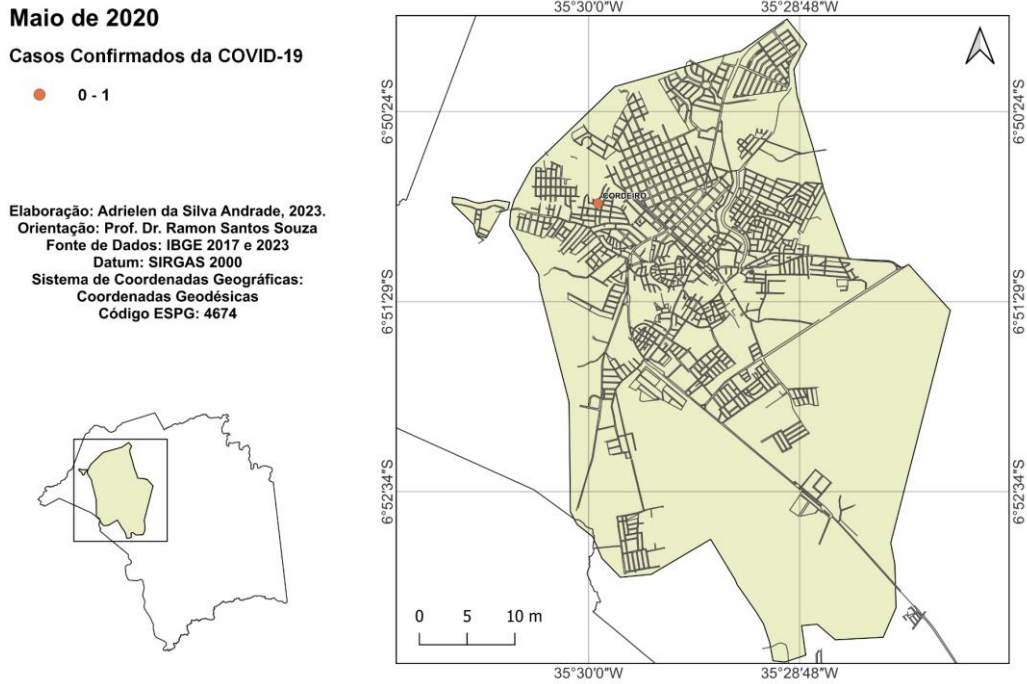 Maio de 2020
Casos Confirmados da COVID-19
0 - 1
Elaboração: Adrielen da Silva Andrade, 2023.
Orientação: Prof. Dr. Ramon Santos Souza
Fonte de Dados: IBGE 2017 e 2023
Datum: SIRGAS 2000
Sistema de Coordenadas Geográficas:
Coordenadas Geodésicas
Código ESPG: 4674
35°30'00"W
35°28'48"W
6°50'24"S
6°50'24"S
CORDEIRO
6°51'29"S
6°51'29"S
6°52'34"S
6°52'34"S
0 5 10 m
35°30'00"W
35°28'48"W